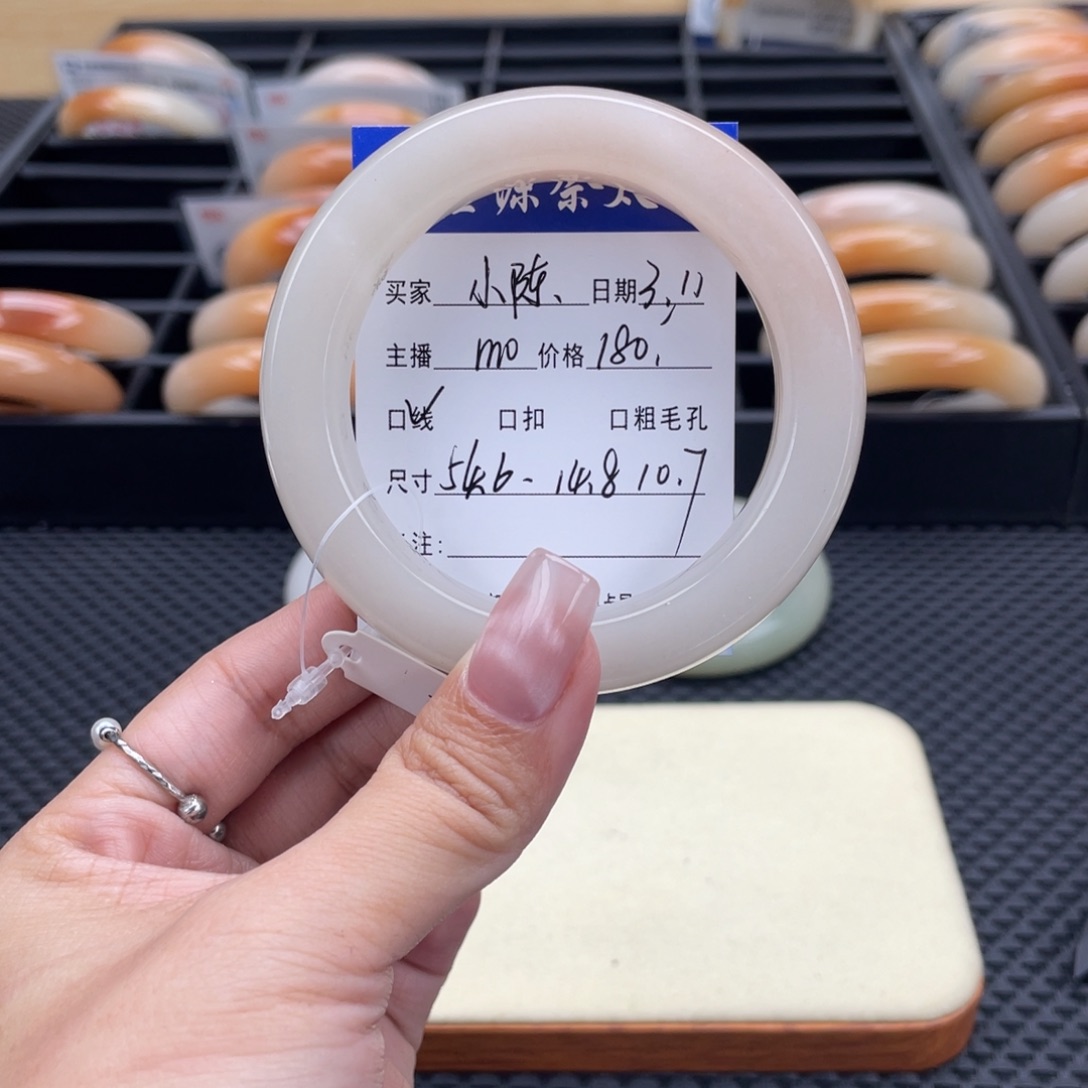 买家 小陈、 日期 3,11
主播 mo 价格 180.
口线✓ 口扣 口粗毛孔
尺寸 54.6 - 14.8 10.7
注: